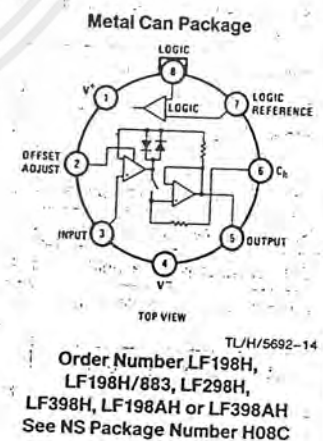 Metal Can Package
LOGIC
8
V+
1
LOGIC
7
LOGIC
REFERENCE
OFFSET
ADJUST
2
6
Ch
INPUT
3
5
OUTPUT
4
V−
TOP VIEW
TL/H/5692–14
Order Number LF198H,
LF198H/883, LF298H,
LF398H, LF198AH or LF398AH
See NS Package Number H08C